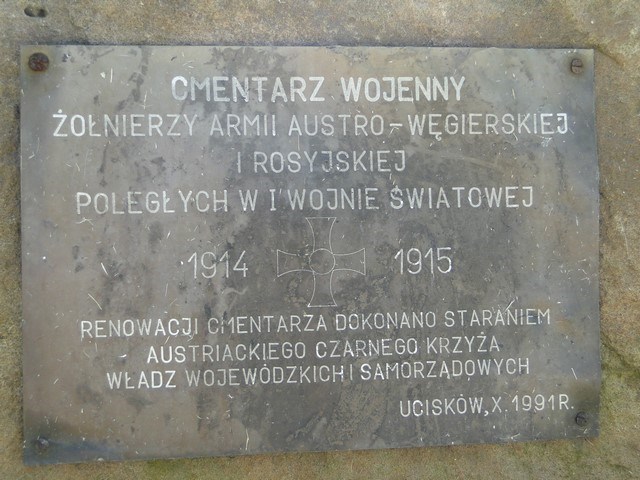 CMENTARZ WOJENNY
ŻOŁNIERZY ARMII AUSTRO-WĘGIERSKIEJ
I ROSYJSKIEJ
POLEGŁYCH W I WOJNIE ŚWIATOWEJ
1914 1915
RENOWACJI CMENTARZA DOKONANO STARANIEM
AUSTRIACKIEGO CZARNEGO KRZYŻA
WŁADZ WOJEWÓDZKICH I SAMORZĄDOWYCH
UCISKÓW, X. 1991R.